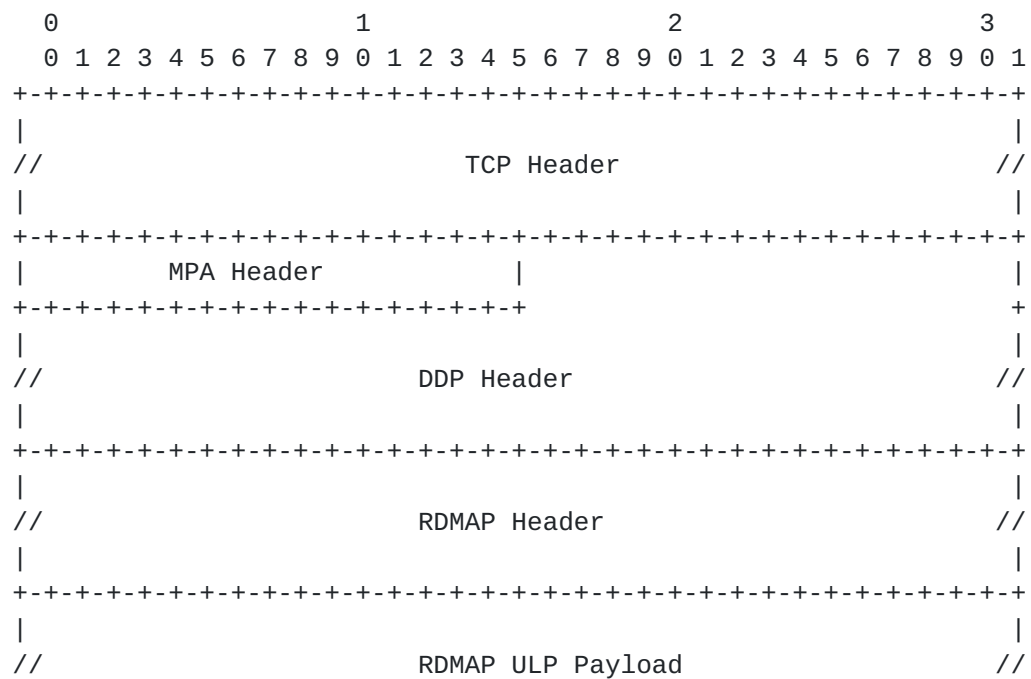 0                   1                   2                   3
  0 1 2 3 4 5 6 7 8 9 0 1 2 3 4 5 6 7 8 9 0 1 2 3 4 5 6 7 8 9 0 1
+-+-+-+-+-+-+-+-+-+-+-+-+-+-+-+-+-+-+-+-+-+-+-+-+-+-+-+-+-+-+-+-+
|                                                               |
//                           TCP Header                        //
|                                                               |
+-+-+-+-+-+-+-+-+-+-+-+-+-+-+-+-+-+-+-+-+-+-+-+-+-+-+-+-+-+-+-+-+
|         MPA Header            |                               |
+-+-+-+-+-+-+-+-+-+-+-+-+-+-+-+-+                               +
|                                                               |
//                        DDP Header                           //
|                                                               |
+-+-+-+-+-+-+-+-+-+-+-+-+-+-+-+-+-+-+-+-+-+-+-+-+-+-+-+-+-+-+-+-+
|                                                               |
//                        RDMAP Header                         //
|                                                               |
+-+-+-+-+-+-+-+-+-+-+-+-+-+-+-+-+-+-+-+-+-+-+-+-+-+-+-+-+-+-+-+-+
|                                                               |
//                        RDMAP ULP Payload                    //